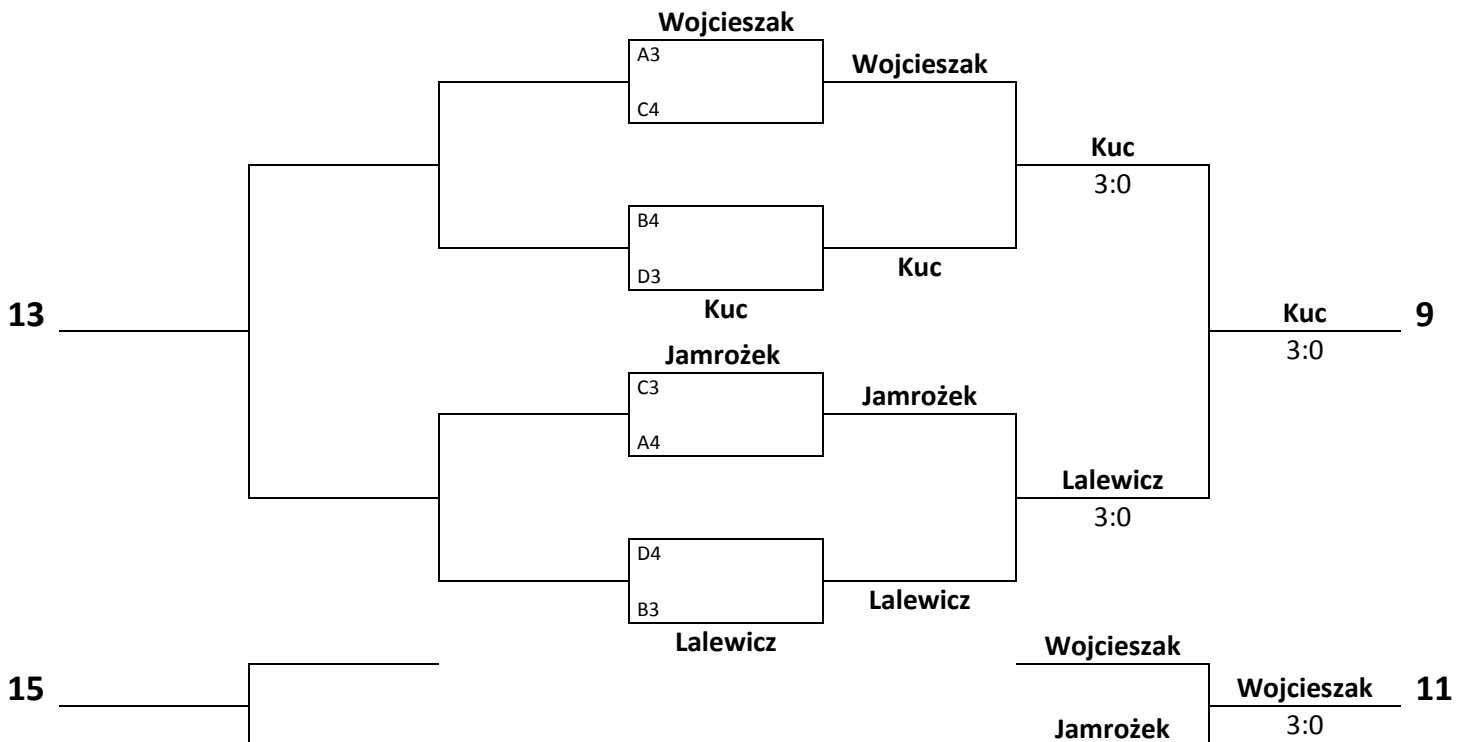 Wojcieszak
A3
Wojcieszak
C4
Kuc
3:0
B4
Kuc
D3
Kuc
13
Kuc
9
3:0
Jamrożek
C3
Jamrożek
A4
Lalewicz
3:0
D4
Lalewicz
B3
Lalewicz
Wojcieszak
15
Wojcieszak
11
Jamrożek
3:0